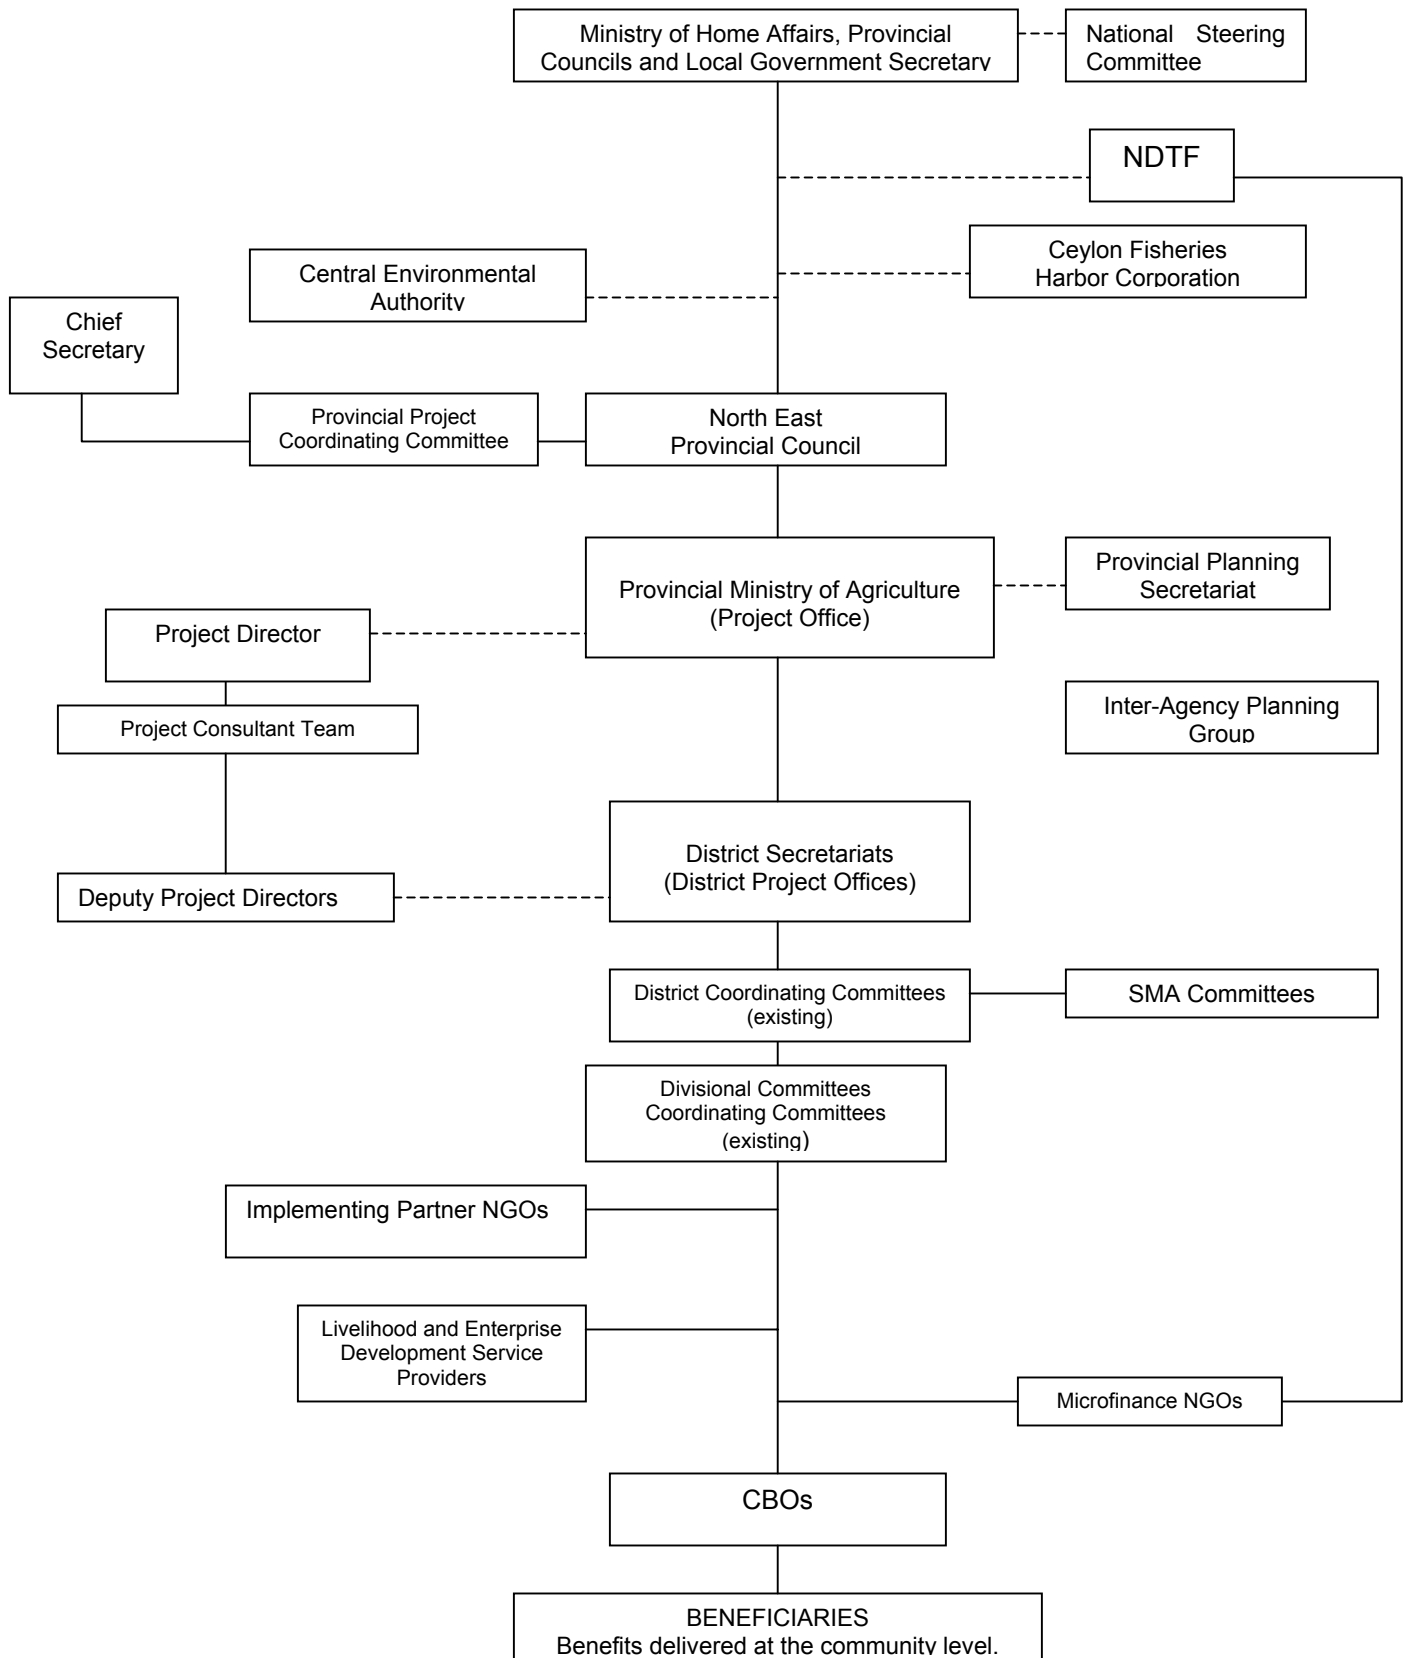 Ministry of Home Affairs, Provincial
Councils and Local Government Secretary
National Steering
Committee
NDTF
Ceylon Fisheries
Harbor Corporation
Central Environmental
Authority
Chief
Secretary
Provincial Project
Coordinating Committee
North East
Provincial Council
Provincial Ministry of Agriculture
(Project Office)
Provincial Planning
Secretariat
Project Director
Project Consultant Team
Inter-Agency Planning
Group
District Secretariats
(District Project Offices)
Deputy Project Directors
District Coordinating Committees
(existing)
SMA Committees
Divisional Committees
Coordinating Committees
(existing)
Implementing Partner NGOs
Livelihood and Enterprise
Development Service
Providers
Microfinance NGOs
CBOs
BENEFICIARIES
Benefits delivered at the community level.